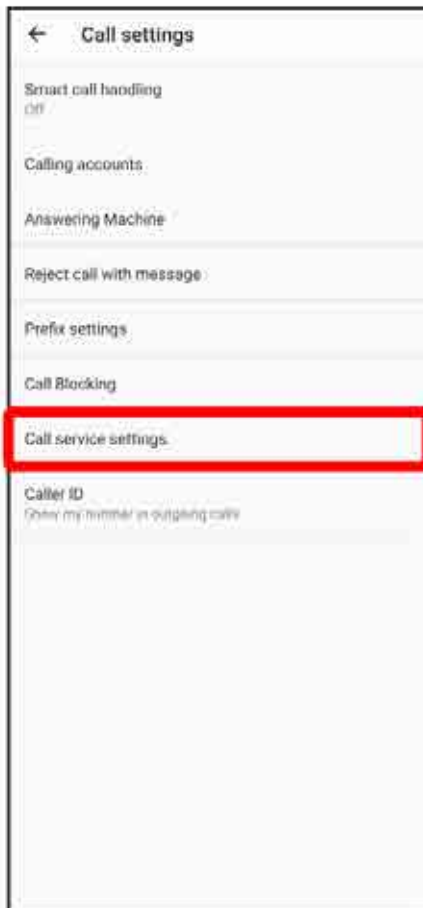 Call settings
Smart call handling
Off
Calling accounts
Answering Machine
Reject call with message
Prefix settings
Call Blocking
Call service settings
Caller ID
Show my number in outgoing calls